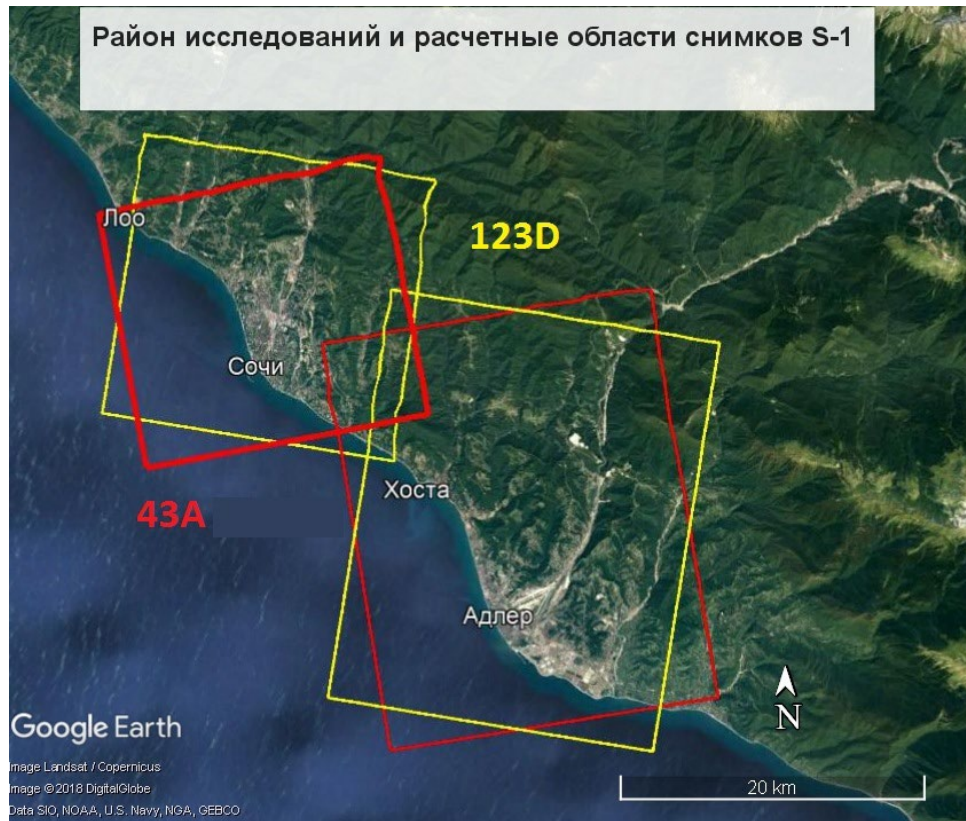 Район исследований и расчетные области снимков S-1
Лоо
123D
Сочи
Хоста
43A
Адлер
N
Google Earth
Image Landsat / Copernicus
Image © 2018 DigitalGlobe
Data SIO, NOAA, U.S. Navy, NGA, GEBCO
20 km